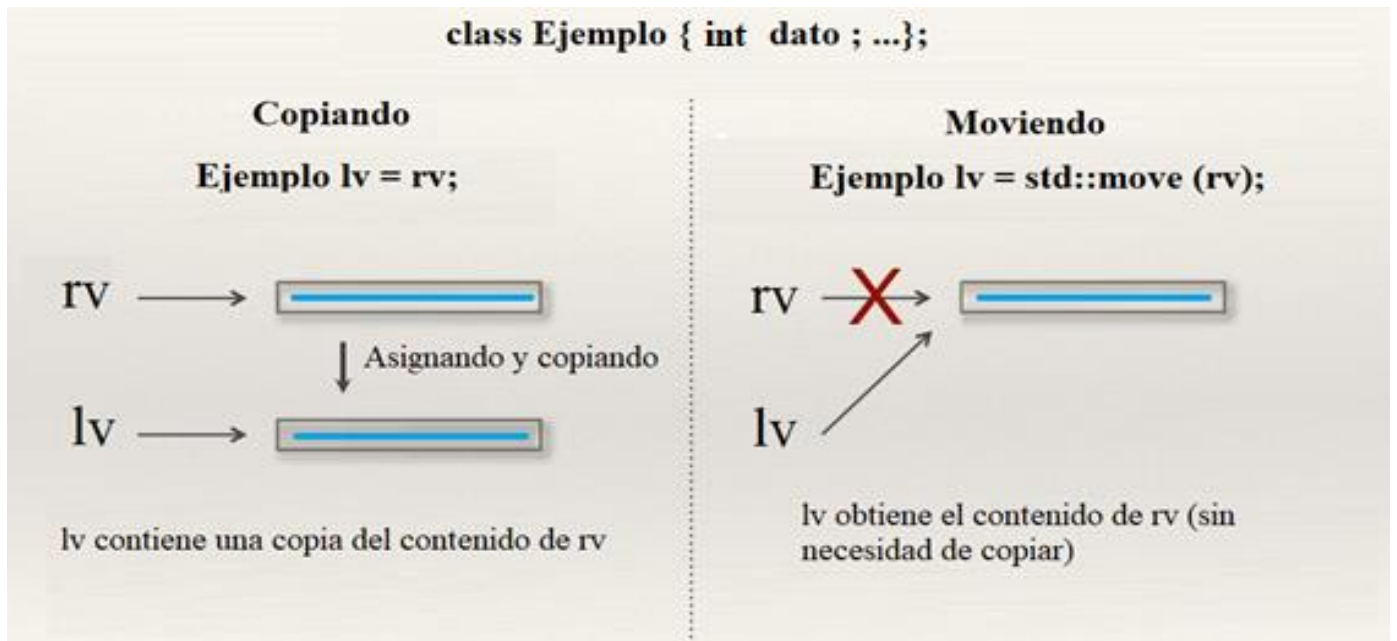 class Ejemplo { int dato ; ...};
Copiando
Ejemplo lv = rv;
rv
Asignando y copiando
lv
lv contiene una copia del contenido de rv
Moviendo
Ejemplo lv = std::move (rv);
rv
lv
lv obtiene el contenido de rv (sin
necesidad de copiar)